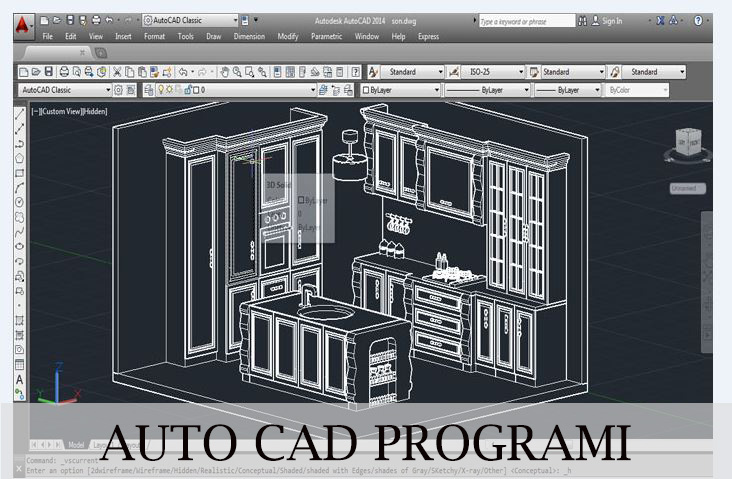 AutoCAD Classic
Autodesk AutoCAD 2014 son.dwg
Type a keyword or phrase
Sign In
File Edit View Insert Format Tools Draw Dimension Modify Parametric Window Help Express
Standard ISO-25 Standard Standard
AutoCAD Classic 0 ByLayer ByLayer ByLayer ByColor
[−][Custom View][Hidden]
3D Solid
ByLayer
0
ByLayer
Unnamed
Z
Model
AUTO CAD PROGRAMI
Command: _vscurrent
Enter an option [2dwireframe/Wireframe/Hidden/Realistic/Conceptual/Shaded/shaded with Edges/shades of Gray/SKetchy/X-ray/Other] <Conceptual>: _h